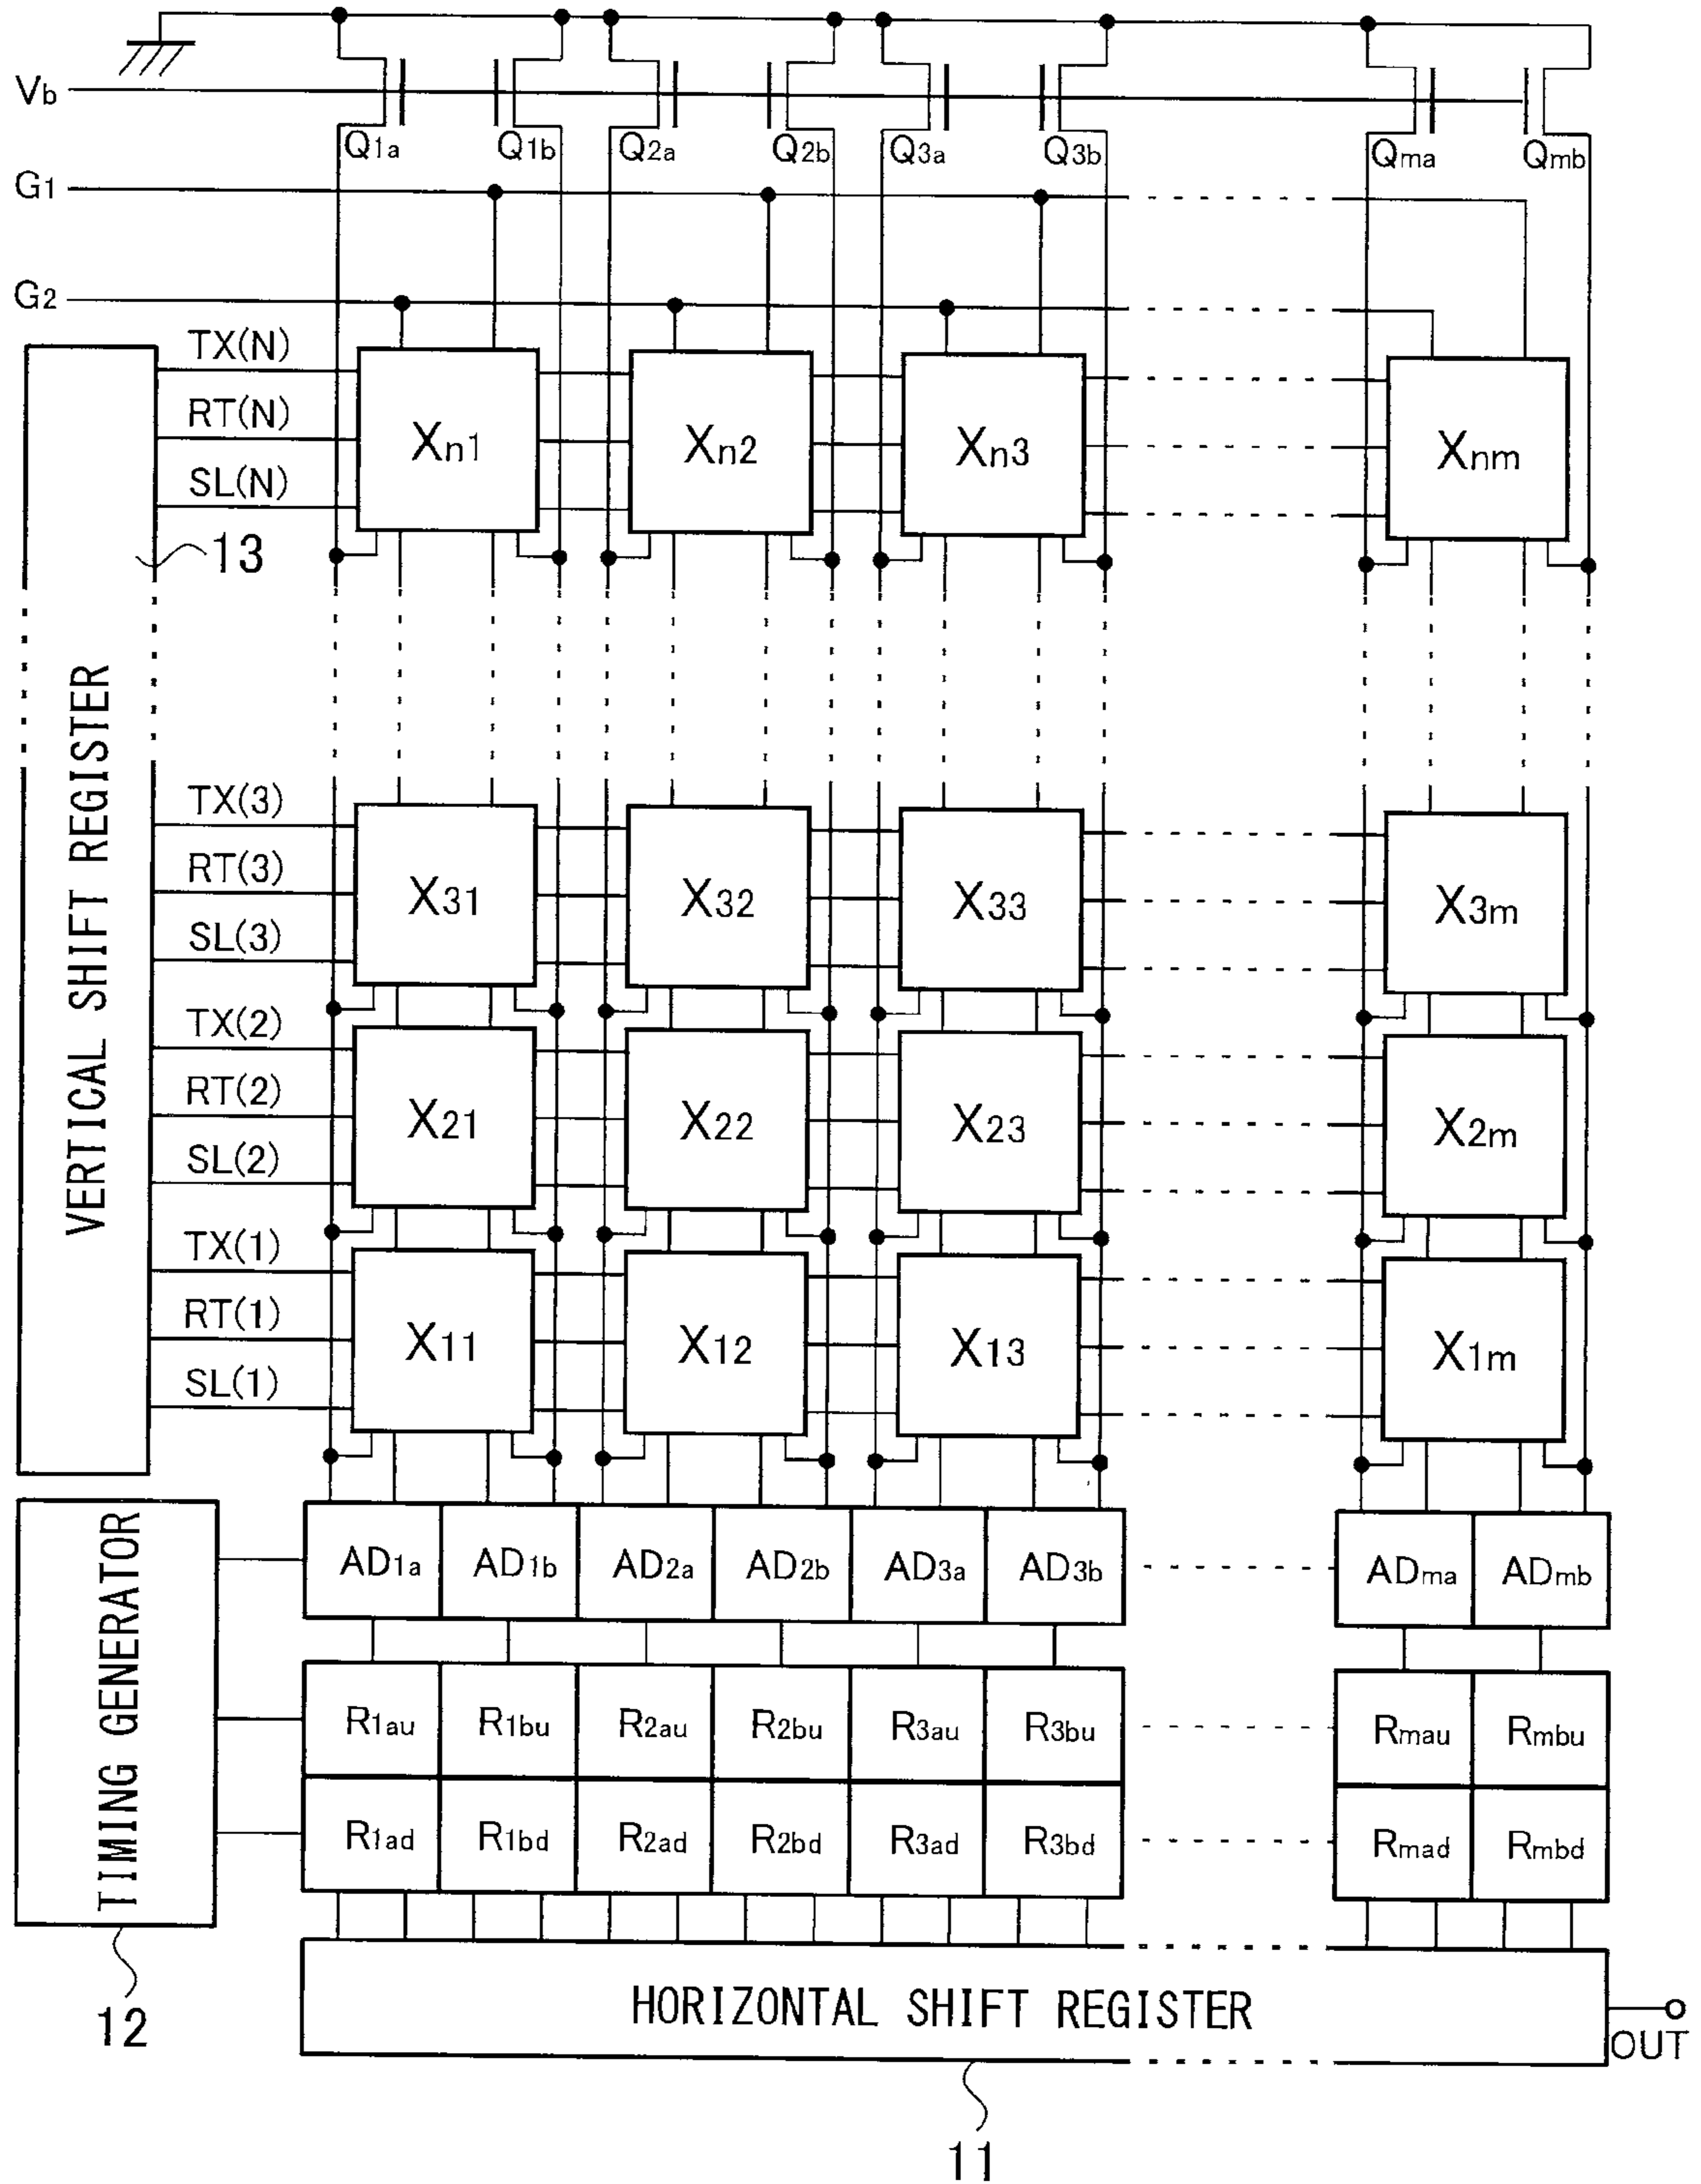 Vb
Q1a Q1b Q2a Q2b Q3a Q3b Qma Qmb
G1
G2
TX(N)
RT(N)
SL(N)
Xn1 Xn2 Xn3 Xnm
13
VERTICAL SHIFT REGISTER
TX(3)
RT(3)
SL(3)
X31 X32 X33 X3m
TX(2)
RT(2)
SL(2)
X21 X22 X23 X2m
TX(1)
RT(1)
SL(1)
X11 X12 X13 X1m
TIMING GENERATOR
AD1a AD1b AD2a AD2b AD3a AD3b ADma ADmb
R1au R1bu R2au R2bu R3au R3bu Rmau Rmbu
R1ad R1bd R2ad R2bd R3ad R3bd Rmad Rmbd
12
HORIZONTAL SHIFT REGISTER
OUT
11